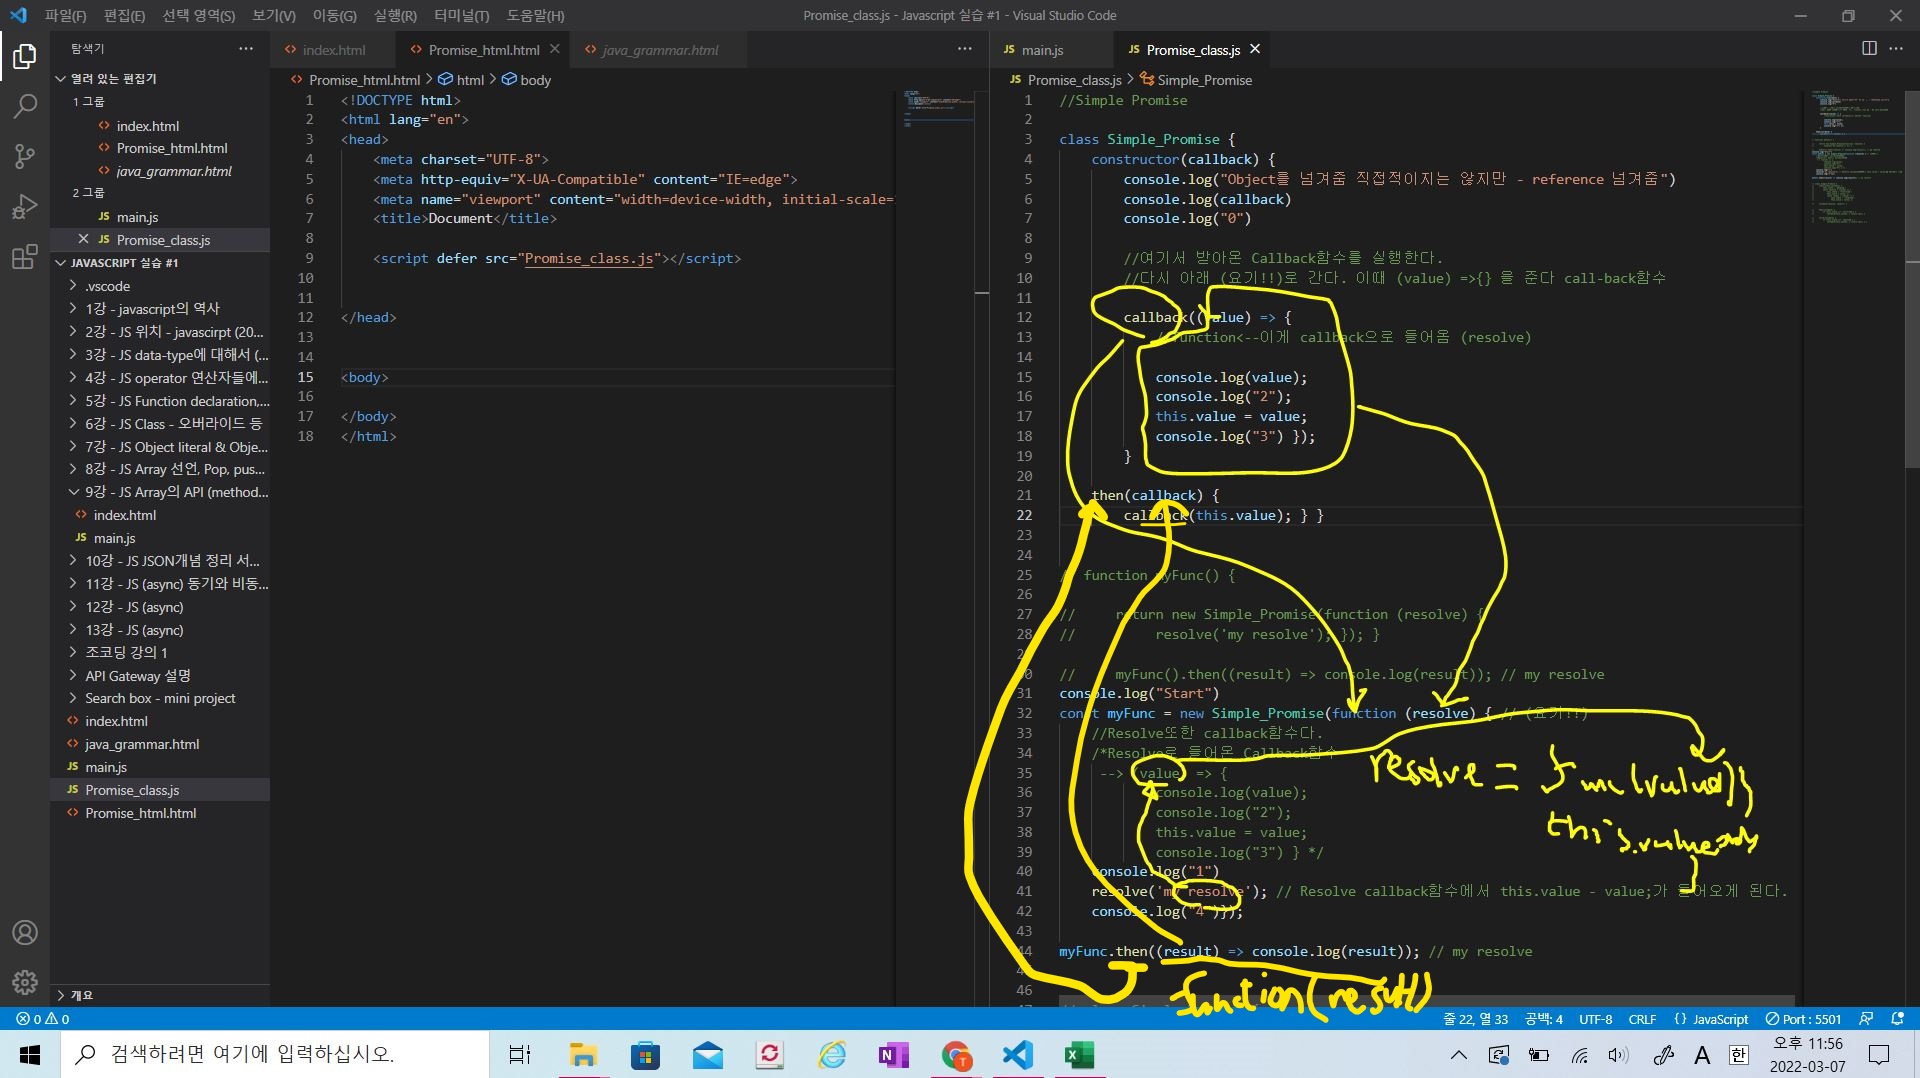 파일(F) 편집(E) 선택 영역(S) 보기(V) 이동(G) 실행(R) 터미널(T) 도움말(H)
Promise_class.js - Javascript 실습 #1 - Visual Studio Code
탐색기
열려 있는 편집기
1 그룹
index.html
Promise_html.html
java_grammar.html
2 그룹
main.js
Promise_class.js
JAVASCRIPT 실습 #1
.vscode
1강 - javascript의 역사
2강 - JS 위치 - javascirpt (20...
3강 - JS data-type에 대해서 (...
4강 - JS operator 연산자들에...
5강 - JS Function declaration,...
6강 - JS Class - 오버라이드 등
7강 - JS Object literal & Obje...
8강 - JS Array 선언, Pop, pus...
9강 - JS Array의 API (method...
index.html
main.js
10강 - JS JSON개념 정리 서...
11강 - JS (async) 동기와 비동...
12강 - JS (async)
13강 - JS (async)
조코딩 강의 1
API Gateway 설명
Search box - mini project
index.html
java_grammar.html
main.js
Promise_class.js
Promise_html.html
개요
index.html Promise_html.html java_grammar.html
Promise_html.html > html > body
1 <!DOCTYPE html>
2 <html lang="en">
3 <head>
4 <meta charset="UTF-8">
5 <meta http-equiv="X-UA-Compatible" content="IE=edge">
6 <meta name="viewport" content="width=device-width, initial-scale=
7 <title>Document</title>
8
9 <script defer src="Promise_class.js"></script>
10
11
12 </head>
13
14
15 <body>
16
17 </body>
18 </html>
main.js Promise_class.js
Promise_class.js > Simple_Promise
1 //Simple Promise
2
3 class Simple_Promise {
4 constructor(callback) {
5 console.log("Object를 넘겨줌 직접적이지는 않지만 - reference 넘겨줌")
6 console.log(callback)
7 console.log("0")
8
9 //여기서 받아온 Callback함수를 실행한다.
10 //다시 아래 (요기!!)로 간다. 이때 (value) =>{} 을 준다 call-back함수
11
12 callback((value) => {
13 //function<--이게 callback으로 들어옴 (resolve)
14
15 console.log(value);
16 console.log("2");
17 this.value = value;
18 console.log("3") });
19 }
20
21 then(callback) {
22 callback(this.value); } }
23
24
25 // function myFunc() {
26
27 // return new Simple_Promise(function (resolve) {
28 // resolve('my resolve'); }); }
29
30 // myFunc().then((result) => console.log(result)); // my resolve
31 console.log("Start")
32 const myFunc = new Simple_Promise(function (resolve) { // (요기!!)
33 //Resolve또한 callback함수다.
34 /*Resolve로 들어온 Callback함수
35 --> (value) => {
36 console.log(value);
37 console.log("2");
38 this.value = value;
39 console.log("3") } */
40 console.log("1")
41 resolve('my resolve'); // Resolve callback함수에서 this.value - value;가 들어오게 된다.
42 console.log("4")});
43
44 myFunc.then((result) => console.log(result)); // my resolve
46
resolve =
function(result)
0 0
줄 22, 열 33 공백: 4 UTF-8 CRLF {} JavaScript Port : 5501
검색하려면 여기에 입력하십시오.
A 한
오후 11:56
2022-03-07